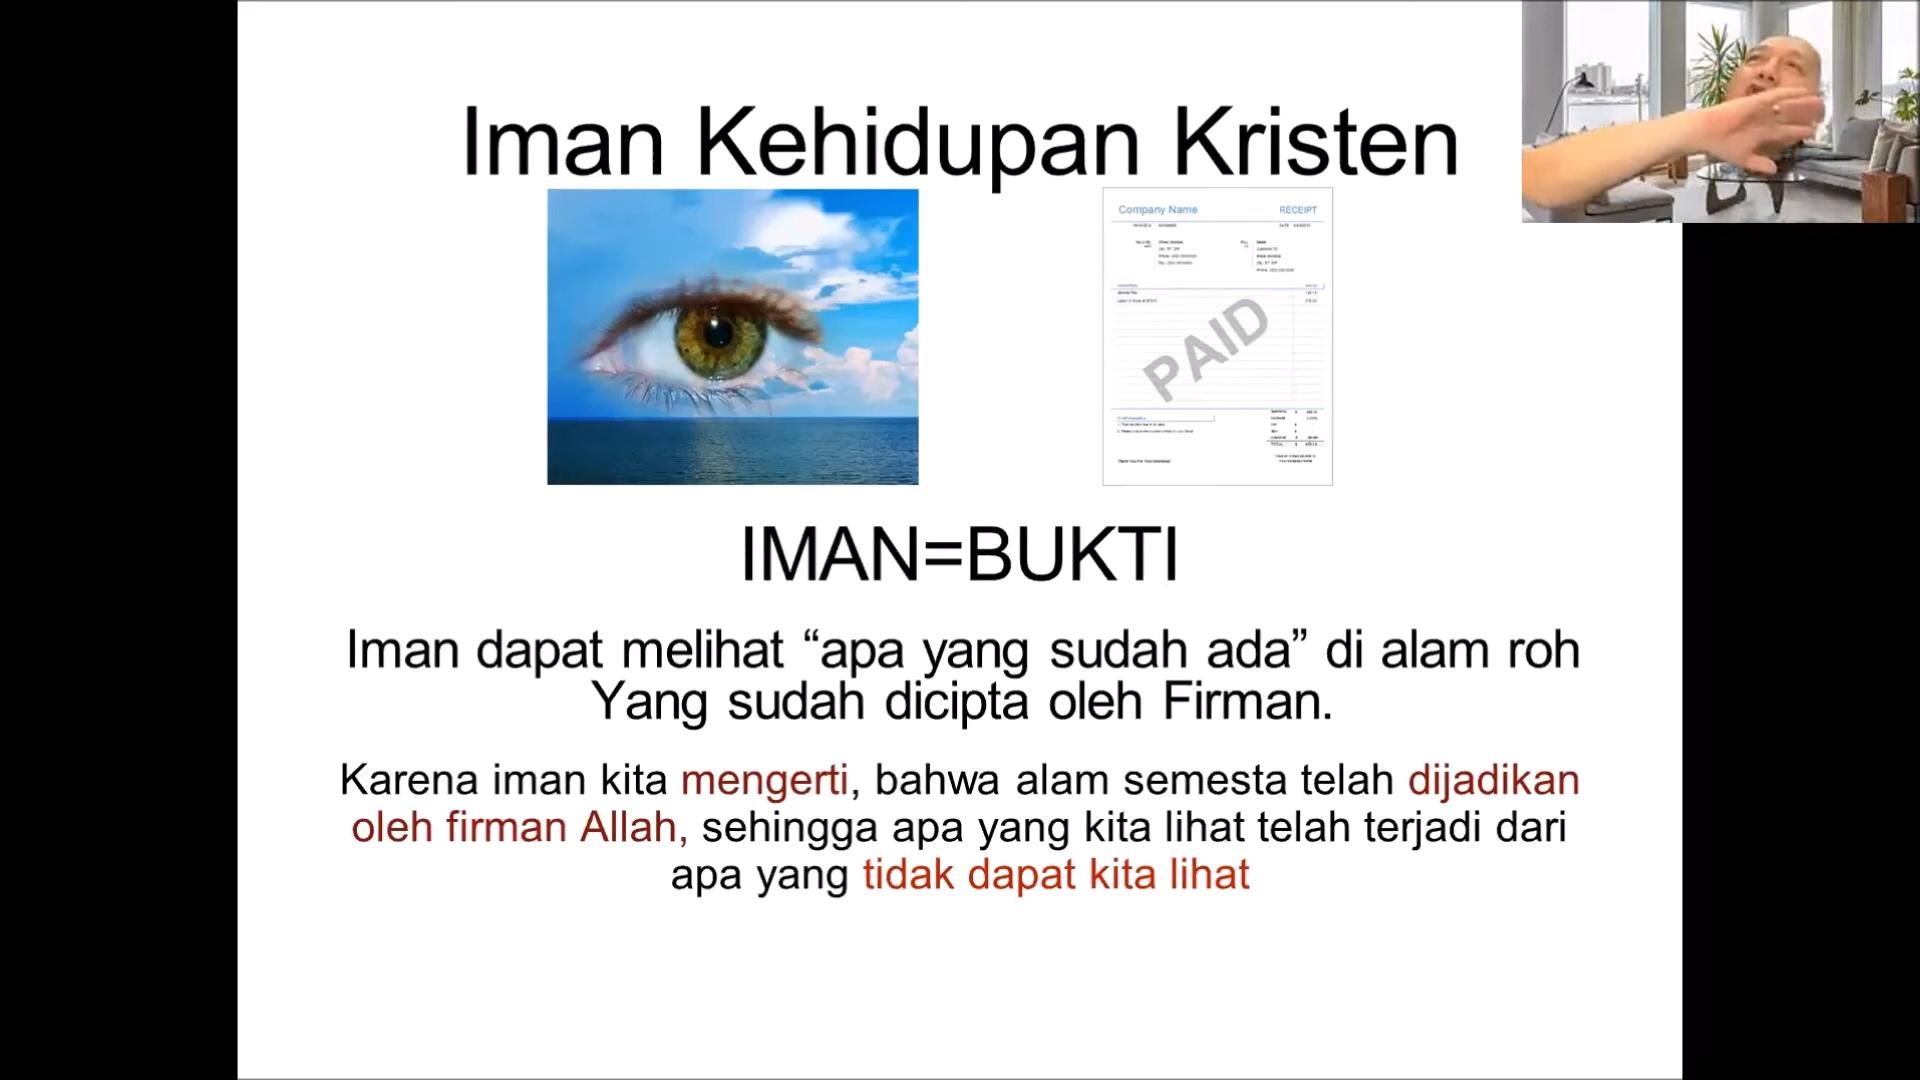 Iman Kehidupan Kristen
Company Name
RECEIPT
PAID
IMAN=BUKTI
Iman dapat melihat “apa yang sudah ada” di alam roh
Yang sudah dicipta oleh Firman.
Karena iman kita mengerti, bahwa alam semesta telah dijadikan
oleh firman Allah, sehingga apa yang kita lihat telah terjadi dari
apa yang tidak dapat kita lihat